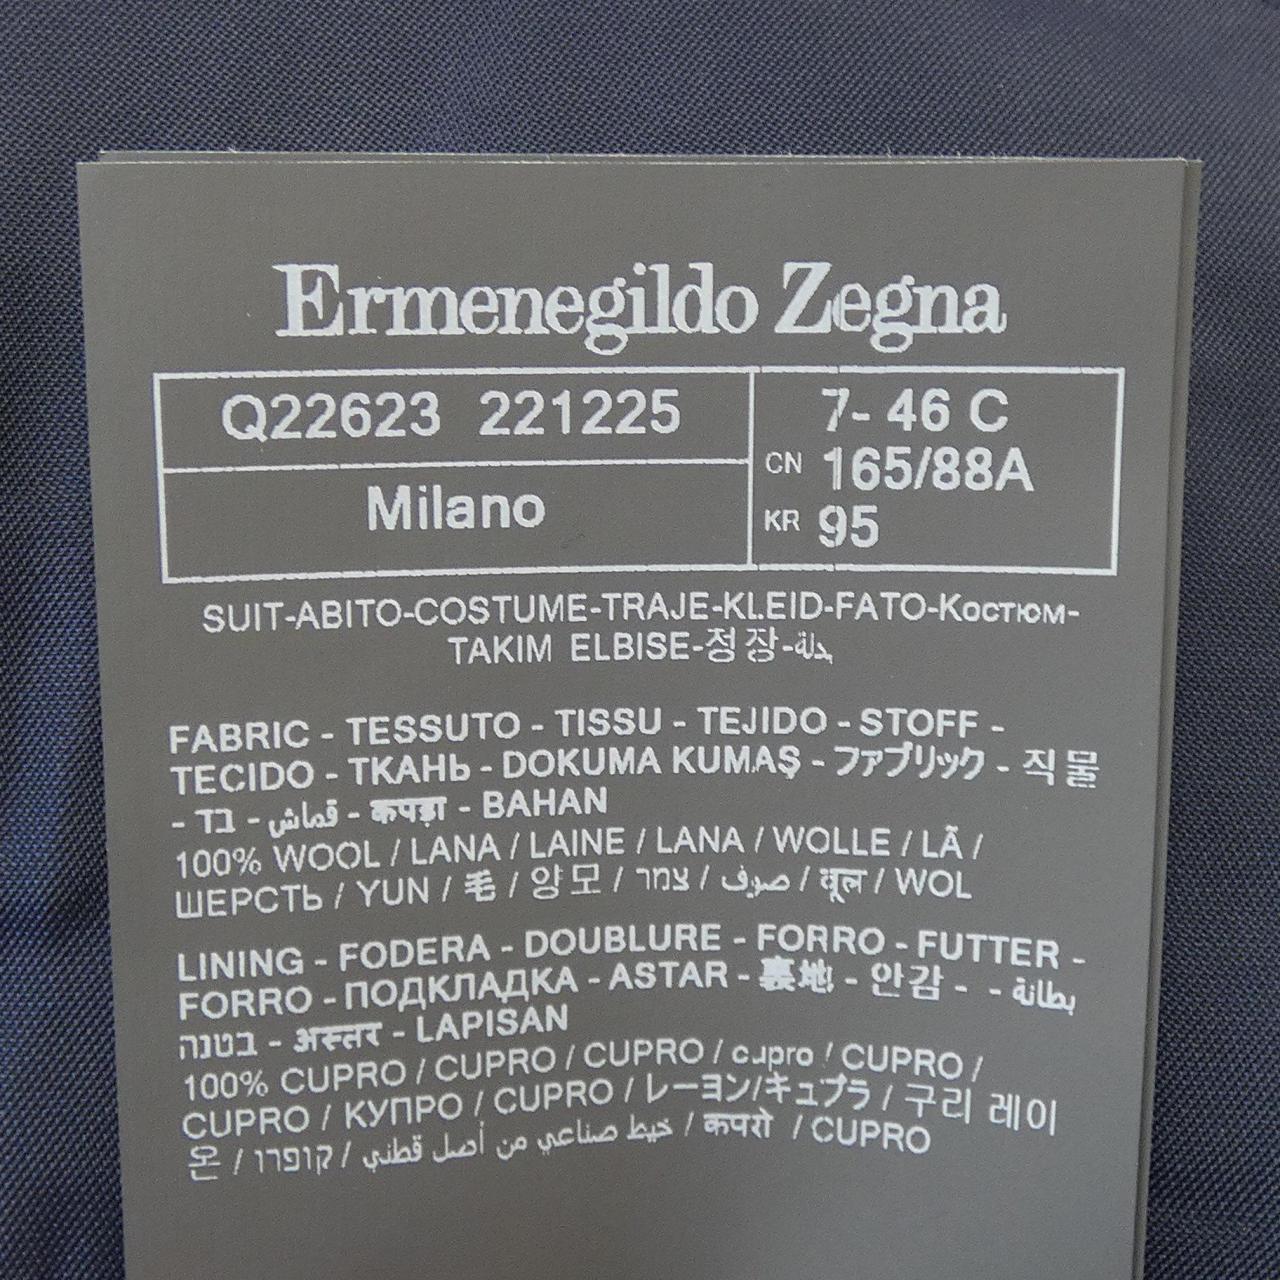 Ermenegildo Zegna
Q22623 221225
Milano
7- 46 C
CN 165/88A
KR 95
SUIT-ABITO-COSTUME-TRAJE-KLEID-FATO-Костюм-
TAKIM ELBISE-정장-بدلة
FABRIC - TESSUTO - TISSU - TEJIDO - STOFF -
TECIDO - ТКАНЬ - DOKUMA KUMAŞ - ファブリック - 직물
- בד - قماش - कपड़ा - BAHAN
100% WOOL / LANA / LAINE / LANA / WOLLE / LÃ /
ШЕРСТЬ / YUN / 毛 / 양모 / צמר / صوف / वूल / WOL
LINING - FODERA - DOUBLURE - FORRO - FUTTER -
FORRO - ПОДКЛАДКА - ASTAR - 裏地 - 안감 - - بطانة
בטנה - अस्तर - LAPISAN
100% CUPRO / CUPRO / CUPRO / cupro / CUPRO /
CUPRO / КУПРО / CUPRO / レーヨン/キュプラ / 구리 레이
온 / קופרו / خيط صناعي من أصل قطني / कपरो / CUPRO